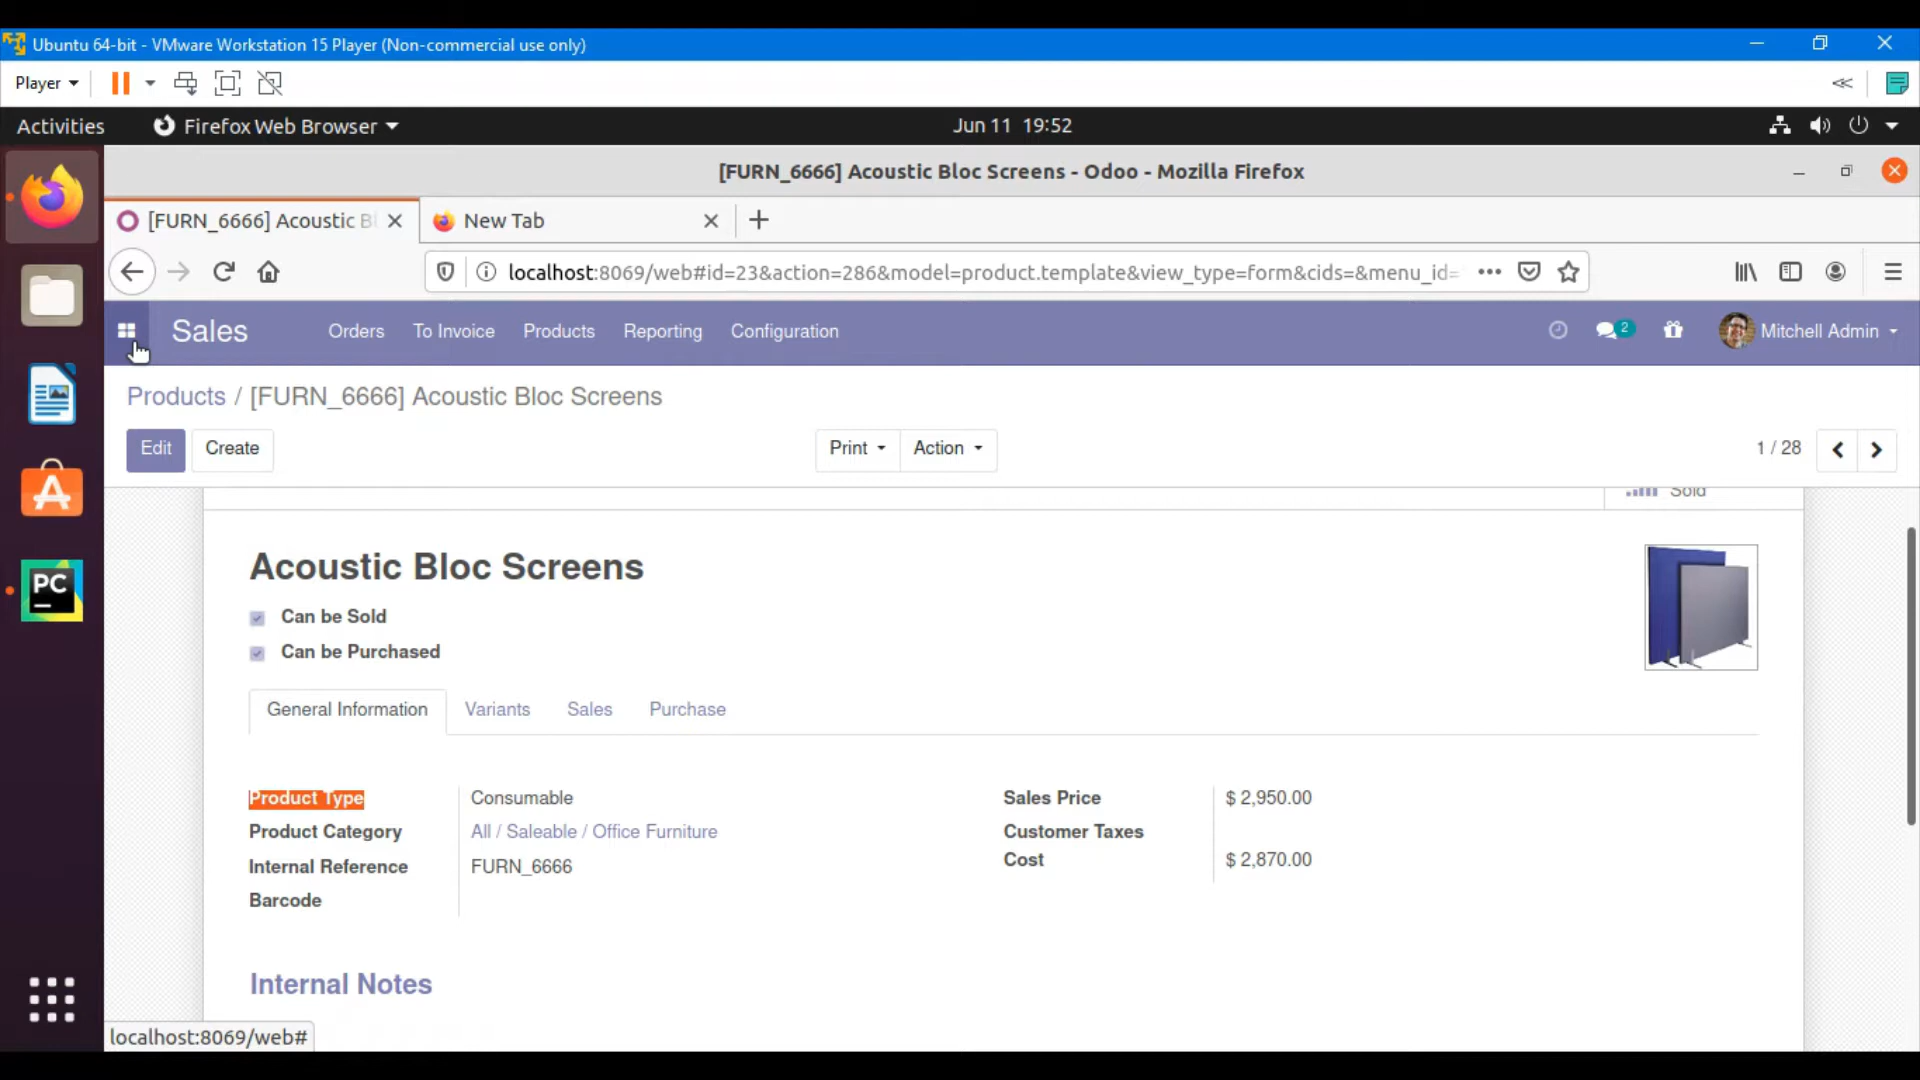 Ubuntu 64-bit - VMware Workstation 15 Player (Non-commercial use only)
Player
Activities Firefox Web Browser Jun 11 19:52
[FURN_6666] Acoustic Bloc Screens - Odoo - Mozilla Firefox
[FURN_6666] Acoustic Bl New Tab
localhost:8069/web#id=23&action=286&model=product.template&view_type=form&cids=&menu_id=
Sales Orders To Invoice Products Reporting Configuration 2 Mitchell Admin
Products / [FURN_6666] Acoustic Bloc Screens
Edit Create Print Action 1 / 28
Sold
Acoustic Bloc Screens
Can be Sold
Can be Purchased
General Information Variants Sales Purchase
Product Type Consumable Sales Price $ 2,950.00
Product Category All / Saleable / Office Furniture Customer Taxes
Internal Reference FURN_6666 Cost $ 2,870.00
Barcode
Internal Notes
localhost:8069/web#
PC